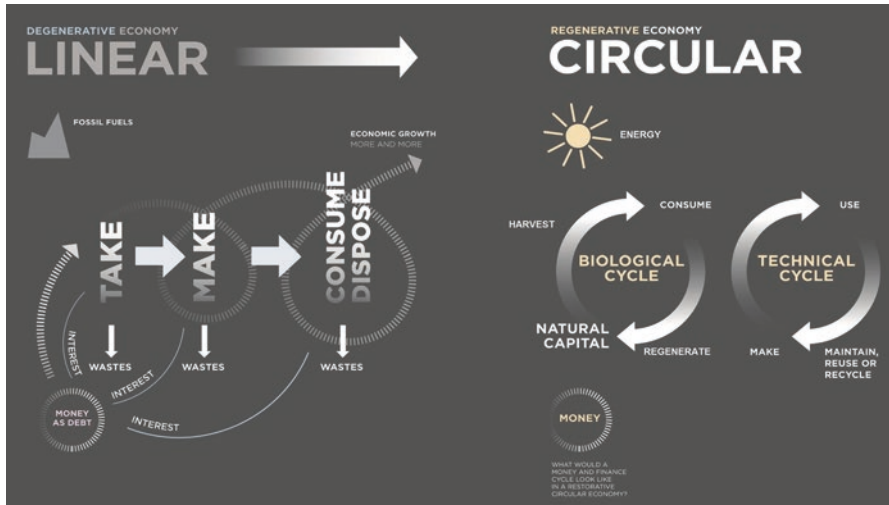 DEGENERATIVE ECONOMY
LINEAR
FOSSIL FUELS
ECONOMIC GROWTH
MORE AND MORE
TAKE
MAKE
CONSUME
DISPOSE
WASTES
WASTES
WASTES
INTEREST
INTEREST
INTEREST
MONEY
AS DEBT
REGENERATIVE ECONOMY
CIRCULAR
ENERGY
HARVEST
CONSUME
BIOLOGICAL
CYCLE
NATURAL
CAPITAL
REGENERATE
USE
TECHNICAL
CYCLE
MAKE
MAINTAIN,
REUSE OR
RECYCLE
MONEY
WHAT WOULD A
MONEY AND FINANCE
CYCLE LOOK LIKE
IN A RESTORATIVE
CIRCULAR ECONOMY?